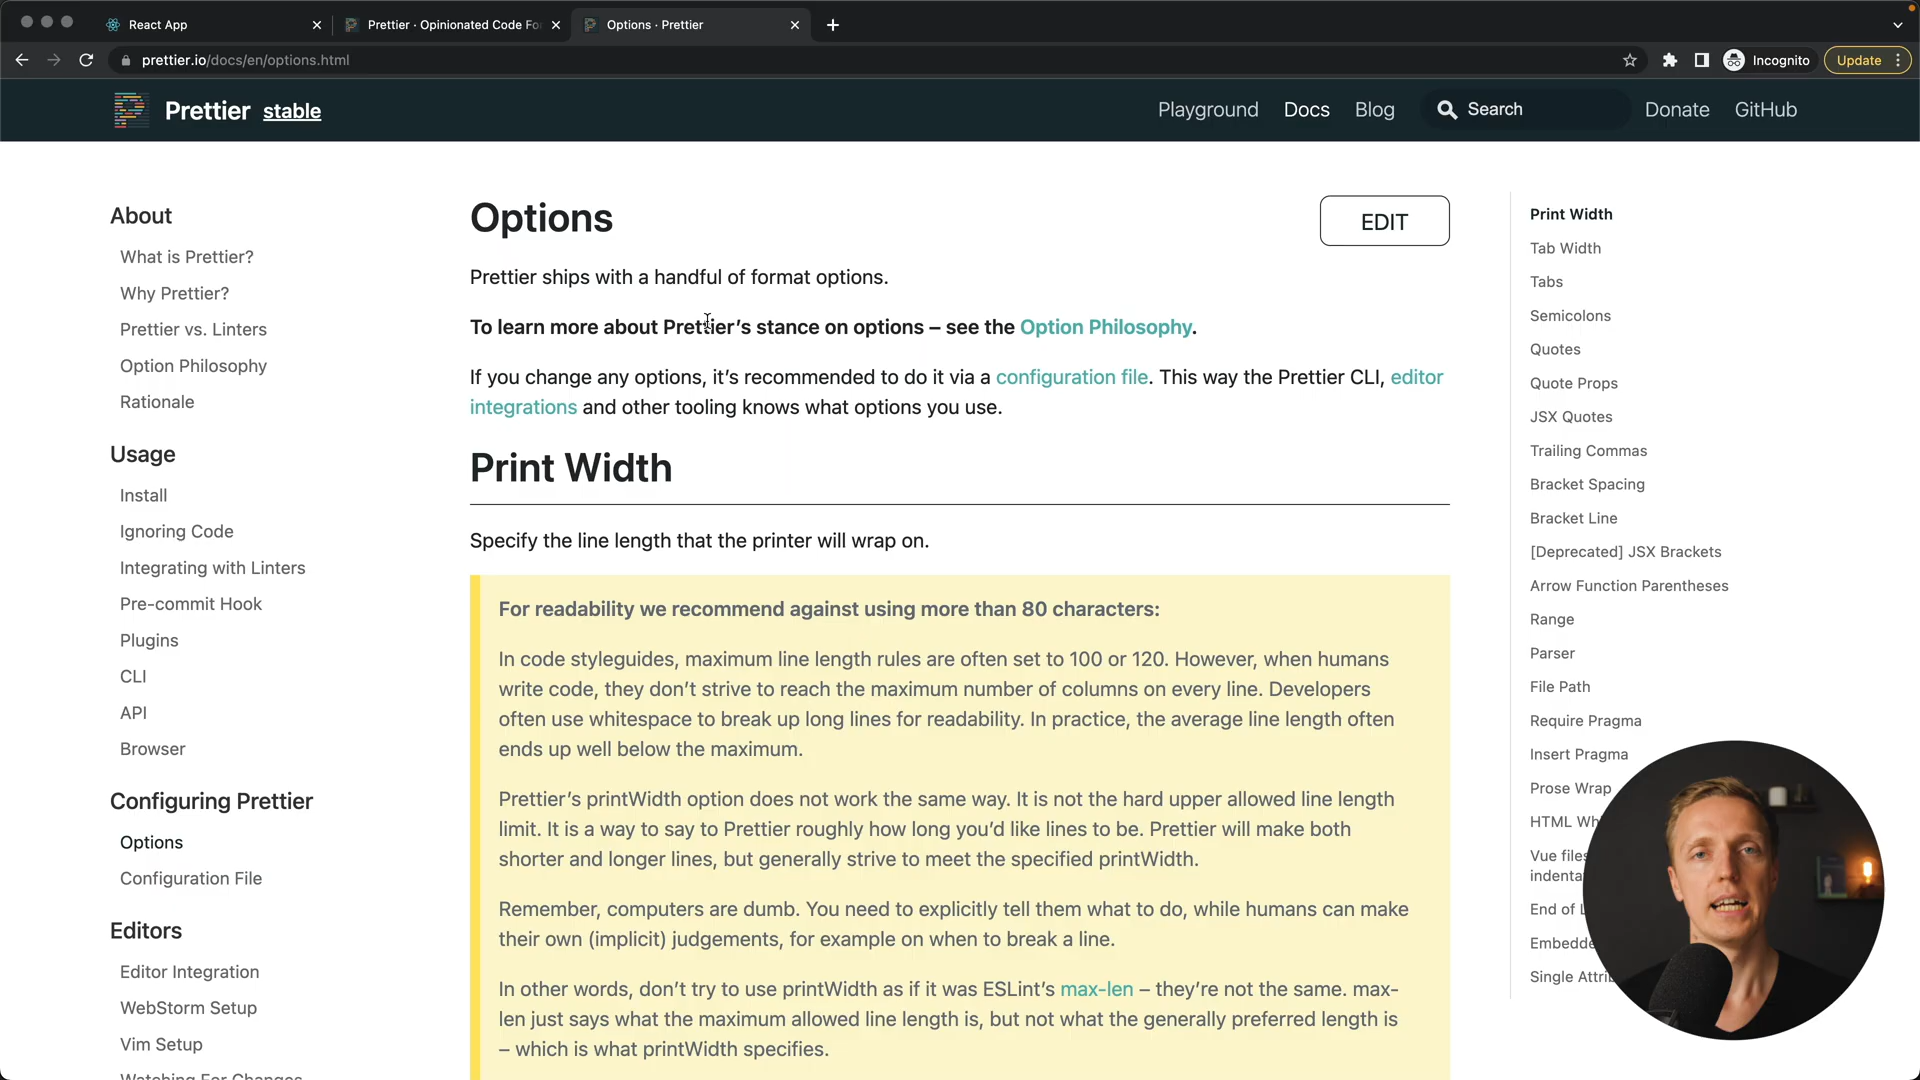 React App
Prettier · Opinionated Code Fo
Options · Prettier
prettier.io/docs/en/options.html
Incognito
Update
Prettier stable
Playground
Docs
Blog
Search
Donate
GitHub
About
What is Prettier?
Why Prettier?
Prettier vs. Linters
Option Philosophy
Rationale
Usage
Install
Ignoring Code
Integrating with Linters
Pre-commit Hook
Plugins
CLI
API
Browser
Configuring Prettier
Options
Configuration File
Editors
Editor Integration
WebStorm Setup
Vim Setup
Watching For Changes
Options
EDIT
Prettier ships with a handful of format options.
To learn more about Prettier’s stance on options – see the Option Philosophy.
If you change any options, it’s recommended to do it via a configuration file. This way the Prettier CLI, editor
integrations and other tooling knows what options you use.
Print Width
Specify the line length that the printer will wrap on.
For readability we recommend against using more than 80 characters:
In code styleguides, maximum line length rules are often set to 100 or 120. However, when humans
write code, they don’t strive to reach the maximum number of columns on every line. Developers
often use whitespace to break up long lines for readability. In practice, the average line length often
ends up well below the maximum.
Prettier’s printWidth option does not work the same way. It is not the hard upper allowed line length
limit. It is a way to say to Prettier roughly how long you’d like lines to be. Prettier will make both
shorter and longer lines, but generally strive to meet the specified printWidth.
Remember, computers are dumb. You need to explicitly tell them what to do, while humans can make
their own (implicit) judgements, for example on when to break a line.
In other words, don’t try to use printWidth as if it was ESLint’s max-len – they’re not the same. max-
len just says what the maximum allowed line length is, but not what the generally preferred length is
– which is what printWidth specifies.
Print Width
Tab Width
Tabs
Semicolons
Quotes
Quote Props
JSX Quotes
Trailing Commas
Bracket Spacing
Bracket Line
[Deprecated] JSX Brackets
Arrow Function Parentheses
Range
Parser
File Path
Require Pragma
Insert Pragma
Prose Wrap
HTML Wh
Vue files
indenta
End of L
Embedde
Single Attri